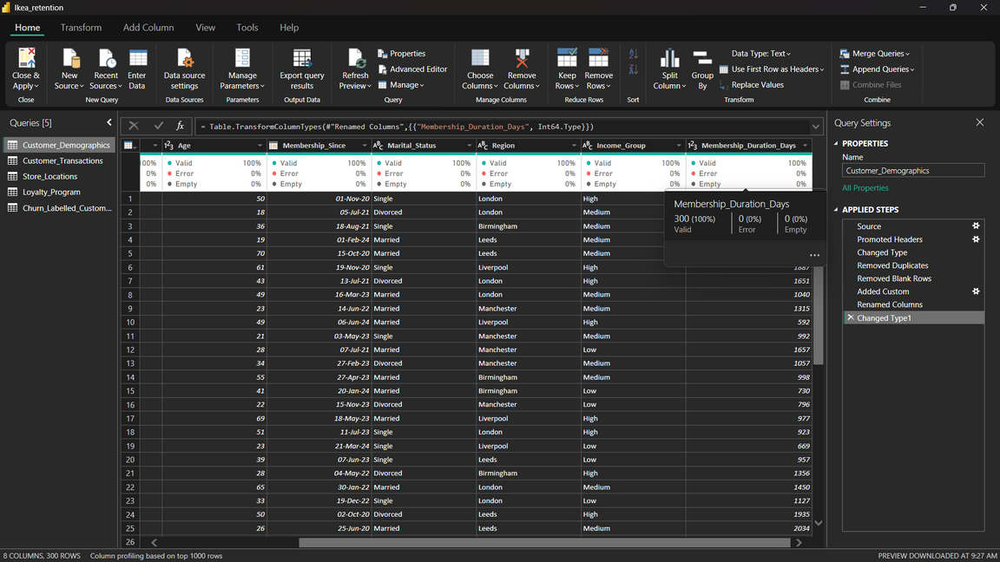 Ikea_retention
Home Transform Add Column View Tools Help
Close & Apply
New Source
Recent Sources
Enter Data
Data source settings
Manage Parameters
Export query results
Refresh Preview
Properties
Advanced Editor
Manage
Choose Columns
Remove Columns
Keep Rows
Remove Rows
Split Column
Group By
Data Type: Text
Use First Row as Headers
Replace Values
Merge Queries
Append Queries
Combine Files
Close New Query Data Sources Parameters Output Data Query Manage Columns Reduce Rows Sort Transform Combine
Queries [5]
Customer_Demographics
Customer_Transactions
Store_Locations
Loyalty_Program
Churn_Labelled_Custom...
fx = Table.TransformColumnTypes(#"Renamed Columns",{{"Membership_Duration_Days", Int64.Type}})
Age Membership_Since Marital_Status Region Income_Group Membership_Duration_Days
100% Valid 100% Valid 100% Valid 100% Valid 100% Valid 100% Valid 100%
0% Error 0% Error 0% Error 0% Error 0% Error 0% Error 0%
0% Empty 0% Empty 0% Empty 0% Empty 0% Empty 0% Empty 0%
1 50 01-Nov-20 Single London High
2 18 05-Jul-21 Divorced London Medium
3 36 18-Aug-21 Single Birmingham Medium
4 19 01-Feb-24 Married Leeds Medium
5 70 15-Oct-20 Married Leeds Medium
6 61 19-Nov-20 Single Liverpool High 1887
7 43 13-Jul-21 Divorced London High 1651
8 49 16-Mar-23 Married London Medium 1040
9 23 14-Jun-22 Married Manchester Medium 1315
10 49 06-Jun-24 Married Liverpool High 592
11 21 03-May-23 Single Manchester Medium 992
12 28 07-Jul-21 Married Manchester Low 1657
13 34 27-Feb-23 Divorced Manchester Medium 1057
14 55 27-Apr-23 Married Birmingham Medium 998
15 41 20-Jan-24 Married Birmingham Low 730
16 22 15-Nov-23 Divorced Manchester Low 796
17 69 18-May-23 Married Liverpool High 977
18 51 11-Jul-23 Single London High 923
19 23 21-Mar-24 Single Liverpool Low 669
20 39 07-Jun-23 Single Leeds Low 957
21 28 04-May-22 Divorced Birmingham High 1356
22 65 30-Jan-22 Married London Medium 1450
23 33 19-Dec-22 Single London Low 1127
24 50 02-Oct-20 Divorced Leeds High 1935
25 26 25-Jun-20 Married Leeds Medium 2034
26
Membership_Duration_Days
300 (100%) 0 (0%) 0 (0%)
Valid Error Empty
Query Settings
PROPERTIES
Name
Customer_Demographics
All Properties
APPLIED STEPS
Source
Promoted Headers
Changed Type
Removed Duplicates
Removed Blank Rows
Added Custom
Renamed Columns
Changed Type1
8 COLUMNS, 300 ROWS Column profiling based on top 1000 rows
PREVIEW DOWNLOADED AT 9:27 AM